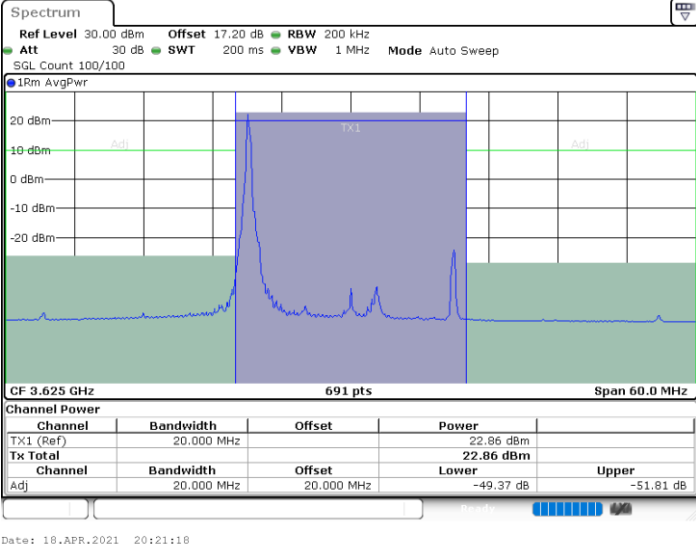 Spectrum
Ref Level 30.00 dBm Offset 17.20 dB RBW 200 kHz
Att 30 dB SWT 200 ms VBW 1 MHz Mode Auto Sweep
SGL Count 100/100
1Rm AvgPwr
20 dBm
TX1
Adj
Adj
10 dBm
0 dBm
-10 dBm
-20 dBm
CF 3.625 GHz 691 pts Span 60.0 MHz
Channel Power
Channel Bandwidth Offset Power
TX1 (Ref) 20.000 MHz 22.86 dBm
Tx Total 22.86 dBm
Channel Bandwidth Offset Lower Upper
Adj 20.000 MHz 20.000 MHz -49.37 dB -51.81 dB
Ready
Date: 18.APR.2021 20:21:18